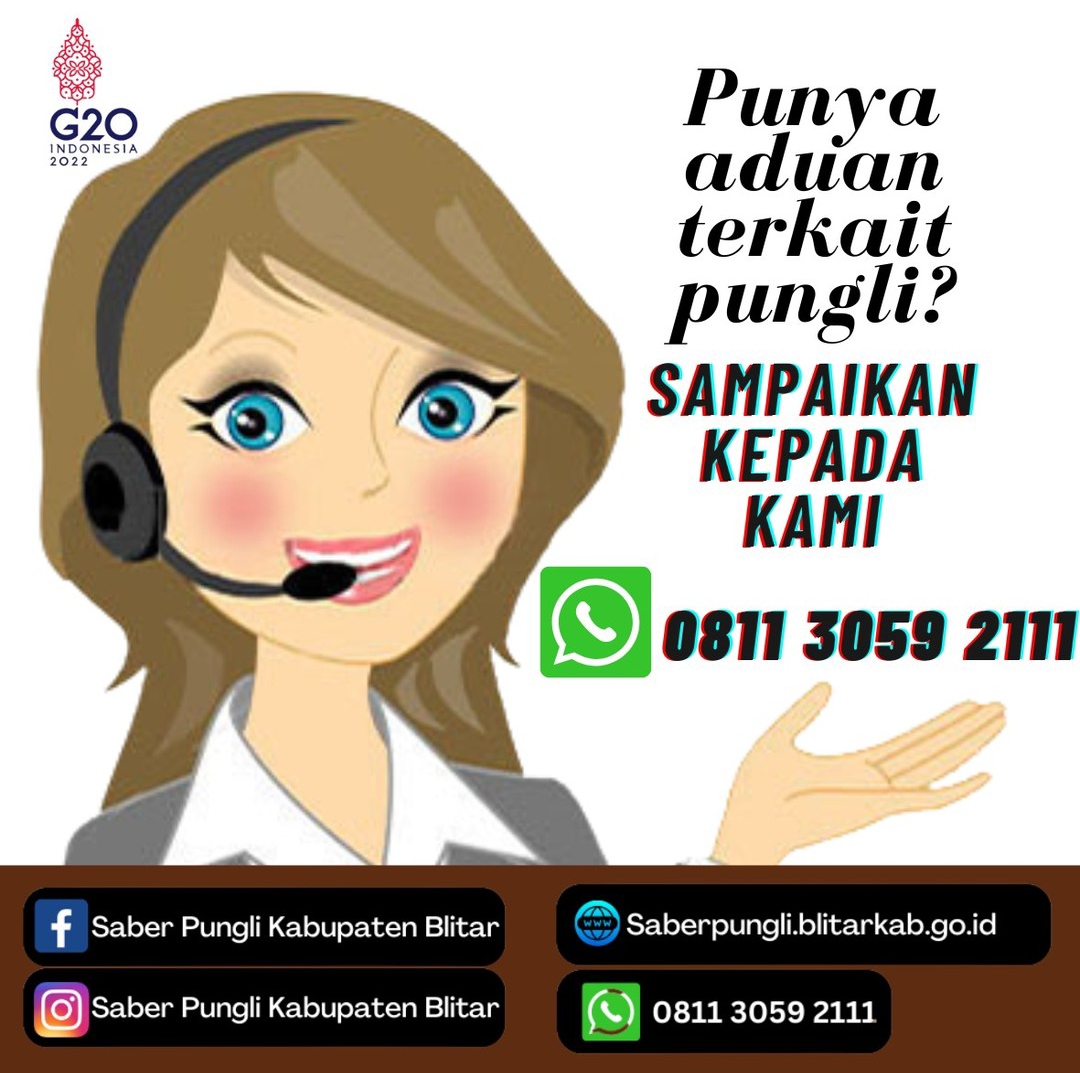 G20
INDONESIA
2022
Punya
aduan
terkait
pungli?
SAMPAIKAN
KEPADA
KAMI
0811 3059 2111
Saber Pungli Kabupaten Blitar
Saber Pungli Kabupaten Blitar
www
Saberpungli.blitarkab.go.id
0811 3059 2111